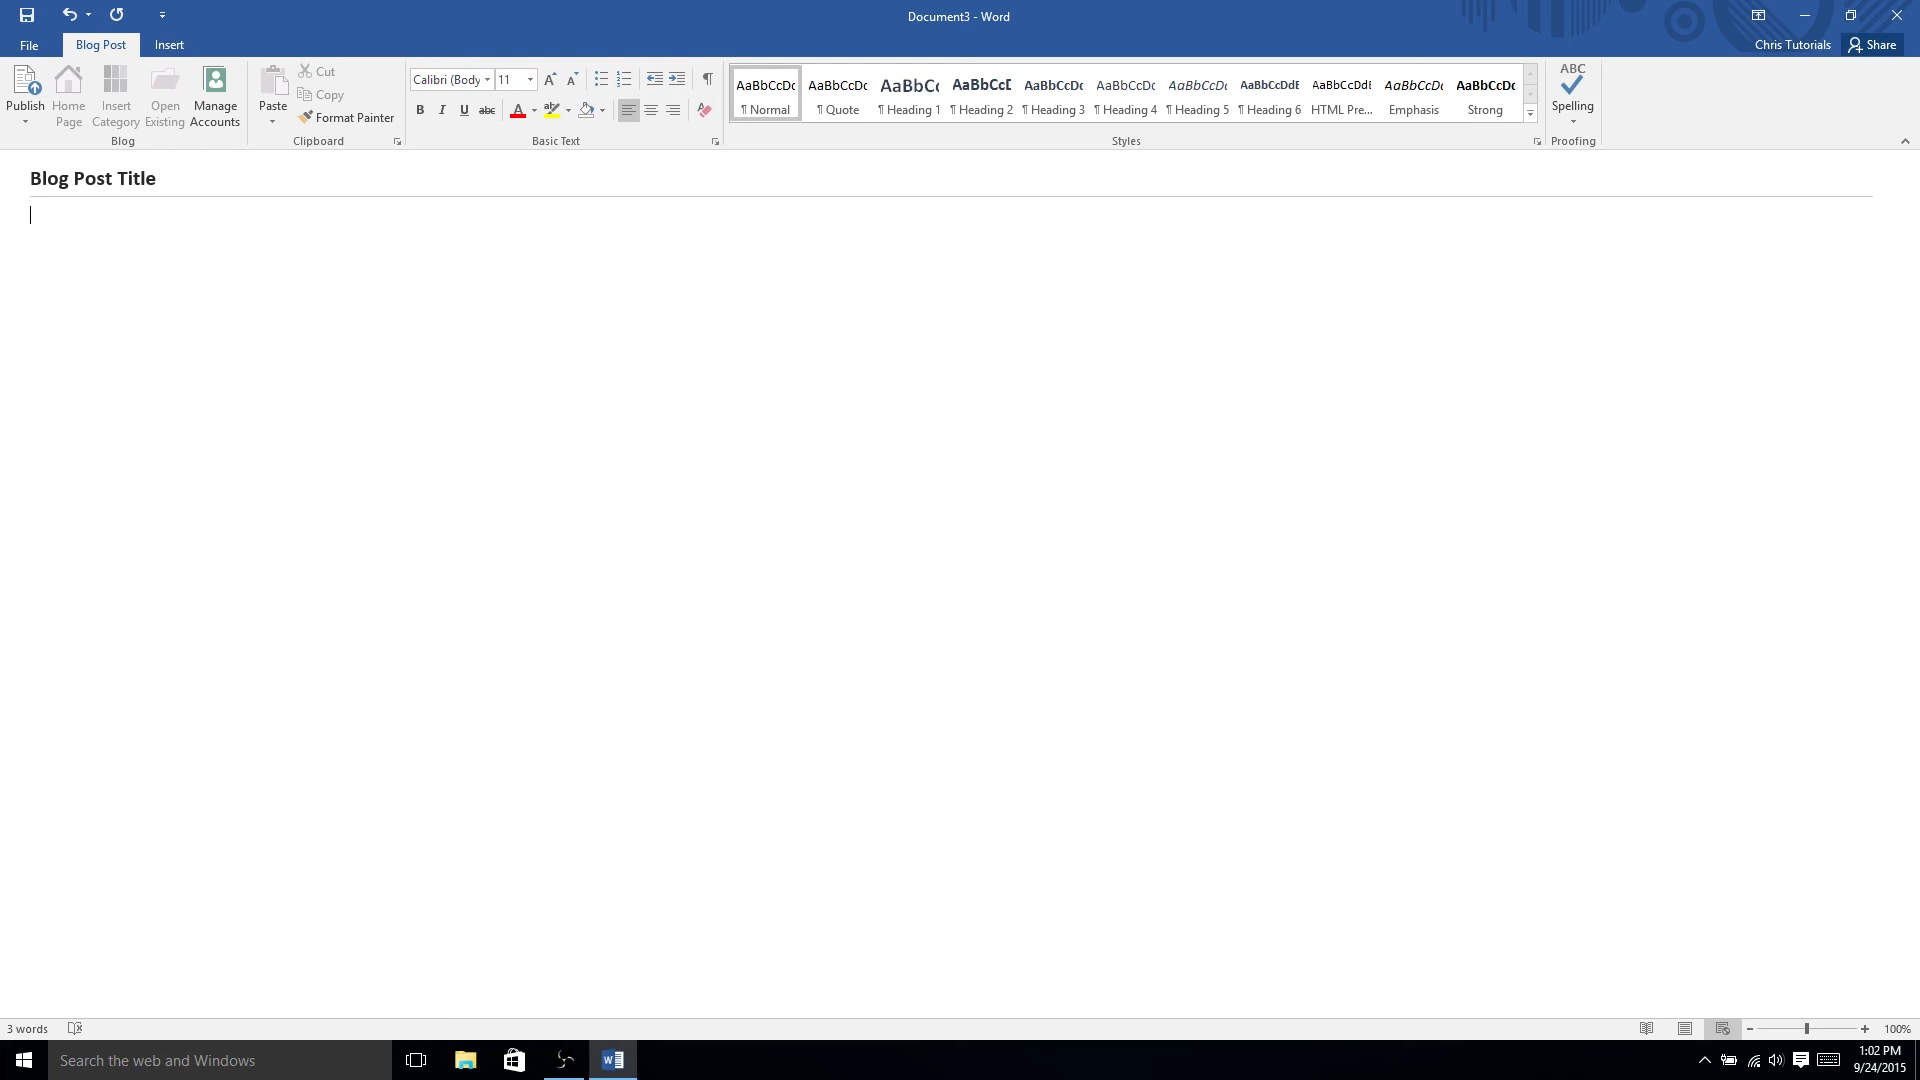 Document3 - Word
File
Blog Post
Insert
Chris Tutorials
Share
Publish
Home Page
Insert Category
Open Existing
Manage Accounts
Blog
Paste
Cut
Copy
Format Painter
Clipboard
Calibri (Body
11
B I U abc
A
aby
Basic Text
AaBbCcDc
¶ Normal
AaBbCcDc
¶ Quote
AaBbCc
¶ Heading 1
AaBbCcD
¶ Heading 2
AaBbCcDc
¶ Heading 3
AaBbCcDc
¶ Heading 4
AaBbCcDc
¶ Heading 5
AaBbCcDdE
¶ Heading 6
AaBbCcDdE
HTML Pre...
AaBbCcDc
Emphasis
AaBbCcDc
Strong
Styles
ABC
Spelling
Proofing
Blog Post Title
3 words
100%
Search the web and Windows
1:02 PM
9/24/2015